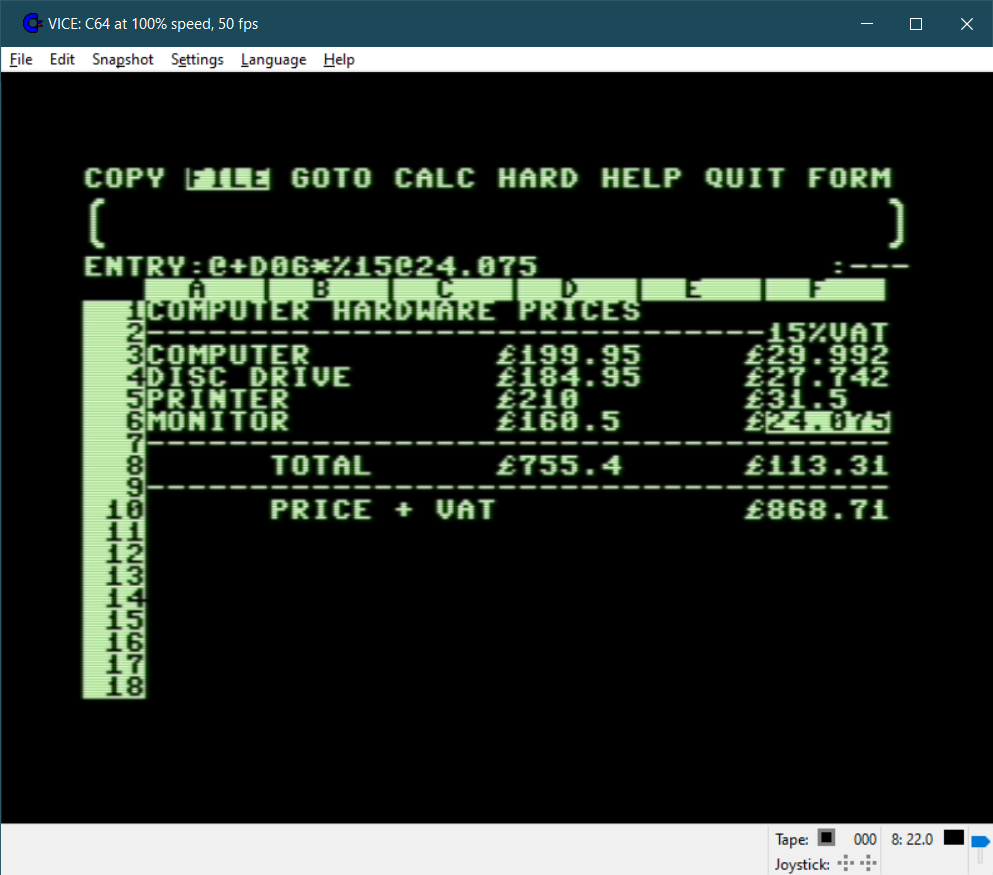 VICE: C64 at 100% speed, 50 fps
File Edit Snapshot Settings Language Help
COPY FILE GOTO CALC HARD HELP QUIT FORM
ENTRY:@+D06*%15@24.075 :---
A B C D E F
1 COMPUTER HARDWARE PRICES
2 ------------------------------15%VAT
3 COMPUTER £199.95 £29.992
4 DISC DRIVE £184.95 £27.742
5 PRINTER £210 £31.5
6 MONITOR £160.5 £24.075
7 ------------------------------------
8 TOTAL £755.4 £113.31
9 ------------------------------------
10 PRICE + VAT £868.71
11
12
13
14
15
16
17
18
Tape: 000 8: 22.0
Joystick: